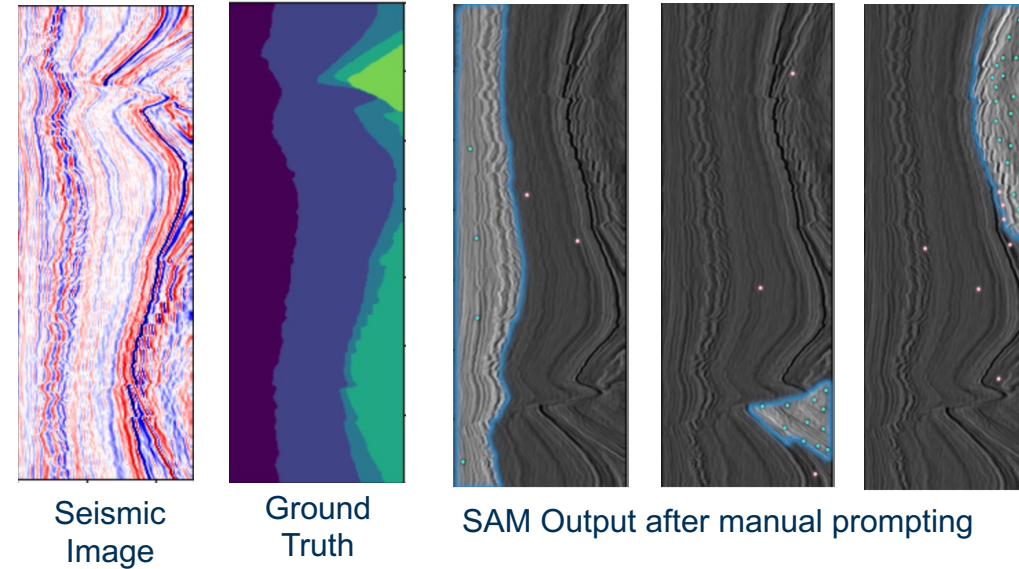 Seismic
Image
Ground
Truth
SAM Output after manual prompting